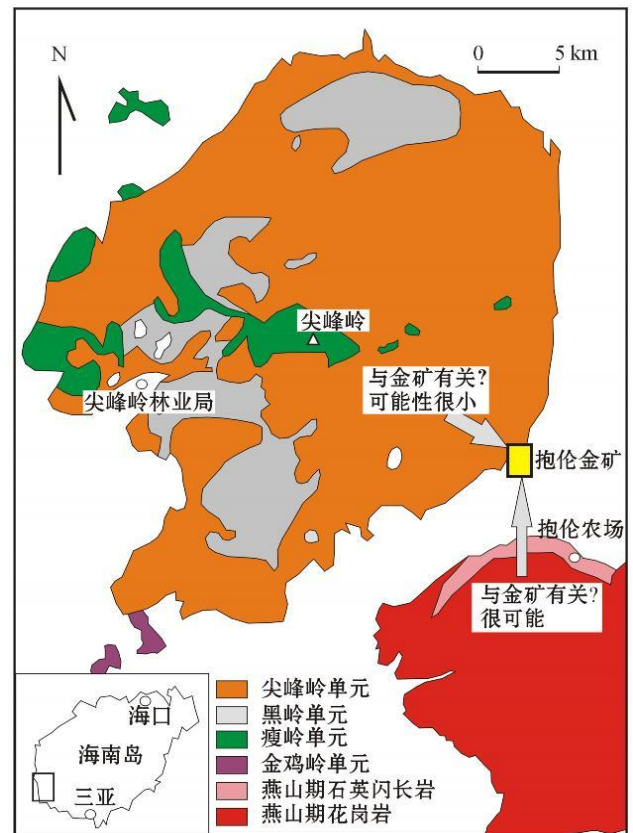 N
0 5 km
尖峰岭
与金矿有关?
可能性很小
尖峰岭林业局
抱伦金矿
抱伦农场
与金矿有关?
很可能
海口
海南岛
三亚
尖峰岭单元
黑岭单元
瘦岭单元
金鸡岭单元
燕山期石英闪长岩
燕山期花岗岩